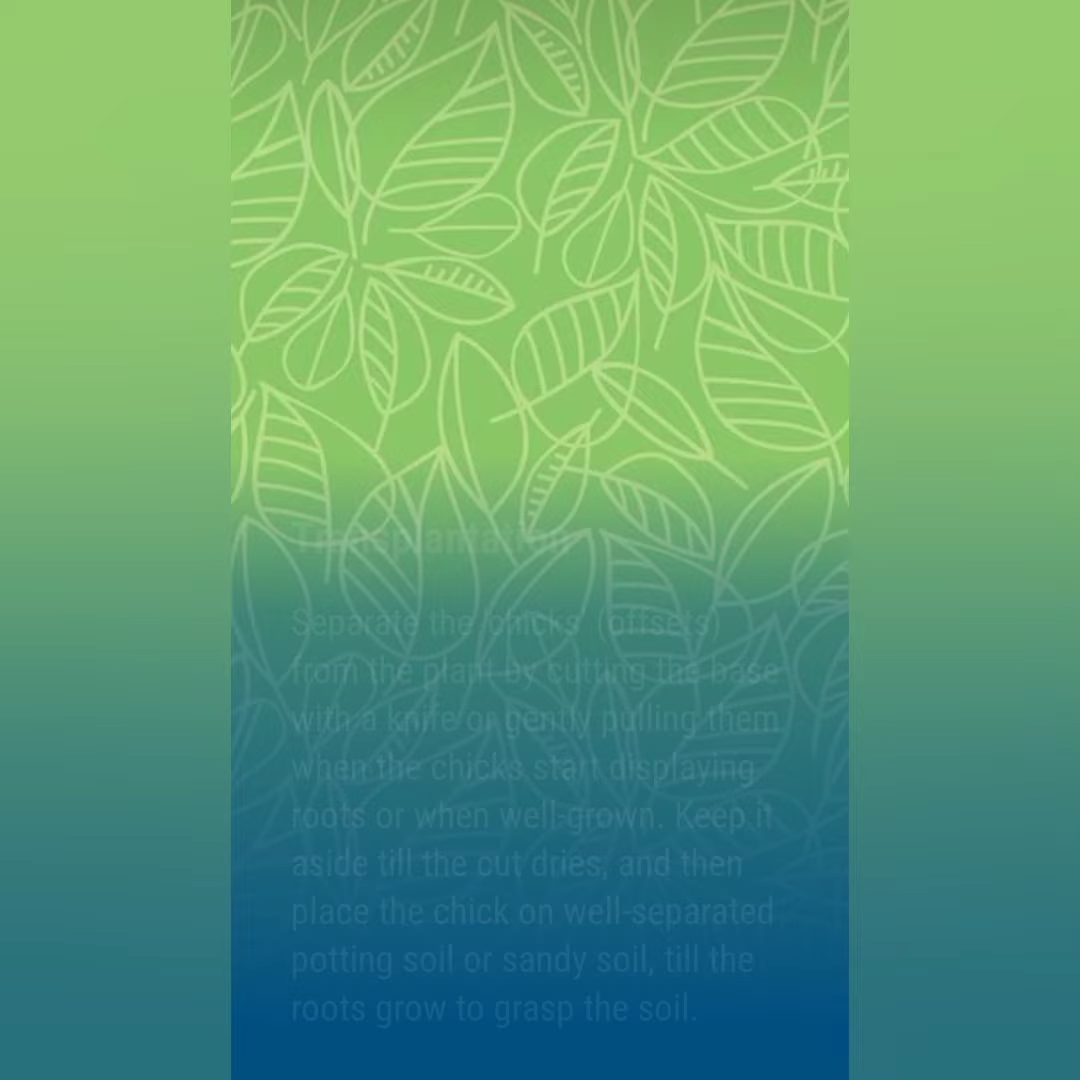 Transplantation
Separate the chicks (offsets)
from the plant by cutting the base
with a knife or gently pulling them
when the chicks start displaying
roots or when well-grown. Keep it
aside till the cut dries, and then
place the chick on well-separated
potting soil or sandy soil, till the
roots grow to grasp the soil.